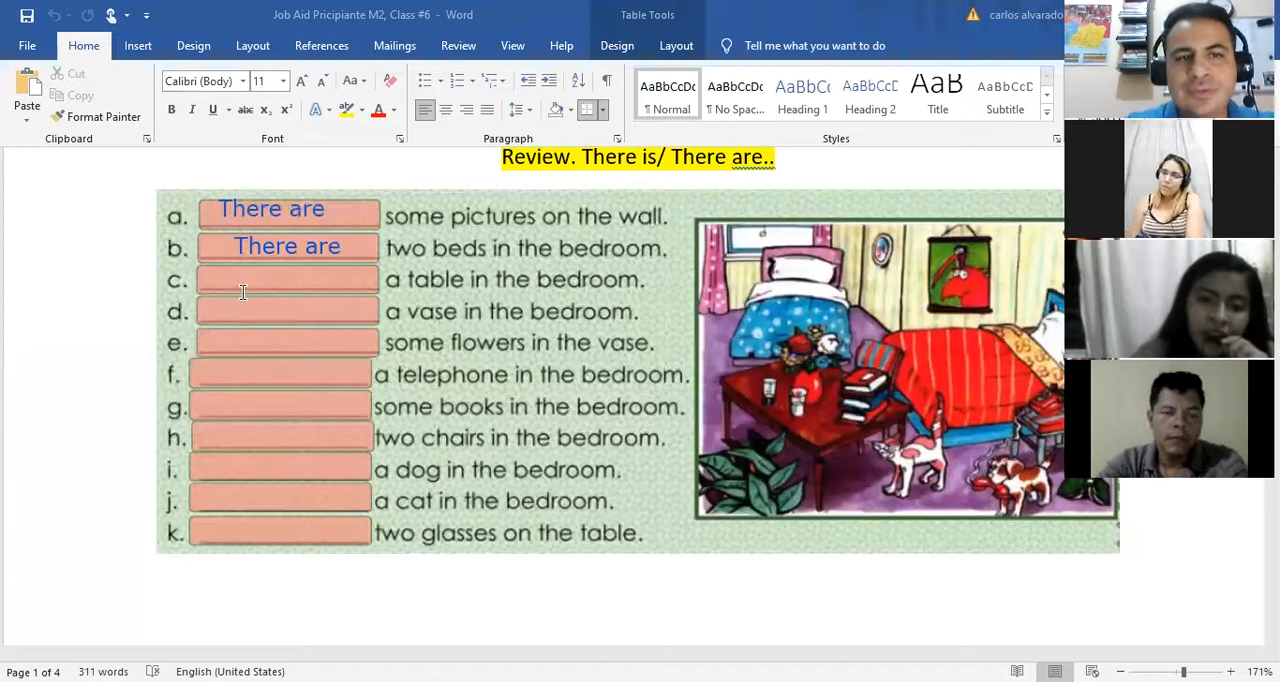 Job Aid Pricipiante M2, Class #6 - Word
Table Tools
carlos alvarado
File Home Insert Design Layout References Mailings Review View Help Design Layout Tell me what you want to do
Paste
Cut
Copy
Format Painter
Clipboard
Calibri (Body) 11
Aa
B I U abc x₂ x² A A
Font
Paragraph
AaBbCcDc AaBbCcDc AaBbCc AaBbCcC AaB AaBbCcD
¶ Normal ¶ No Spac... Heading 1 Heading 2 Title Subtitle
Styles
Review. There is/ There are..
a. There are some pictures on the wall.
b. There are two beds in the bedroom.
c. a table in the bedroom.
d. a vase in the bedroom.
e. some flowers in the vase.
f. a telephone in the bedroom.
g. some books in the bedroom.
h. two chairs in the bedroom.
i. a dog in the bedroom.
j. a cat in the bedroom.
k. two glasses on the table.
Page 1 of 4 311 words English (United States) 171%